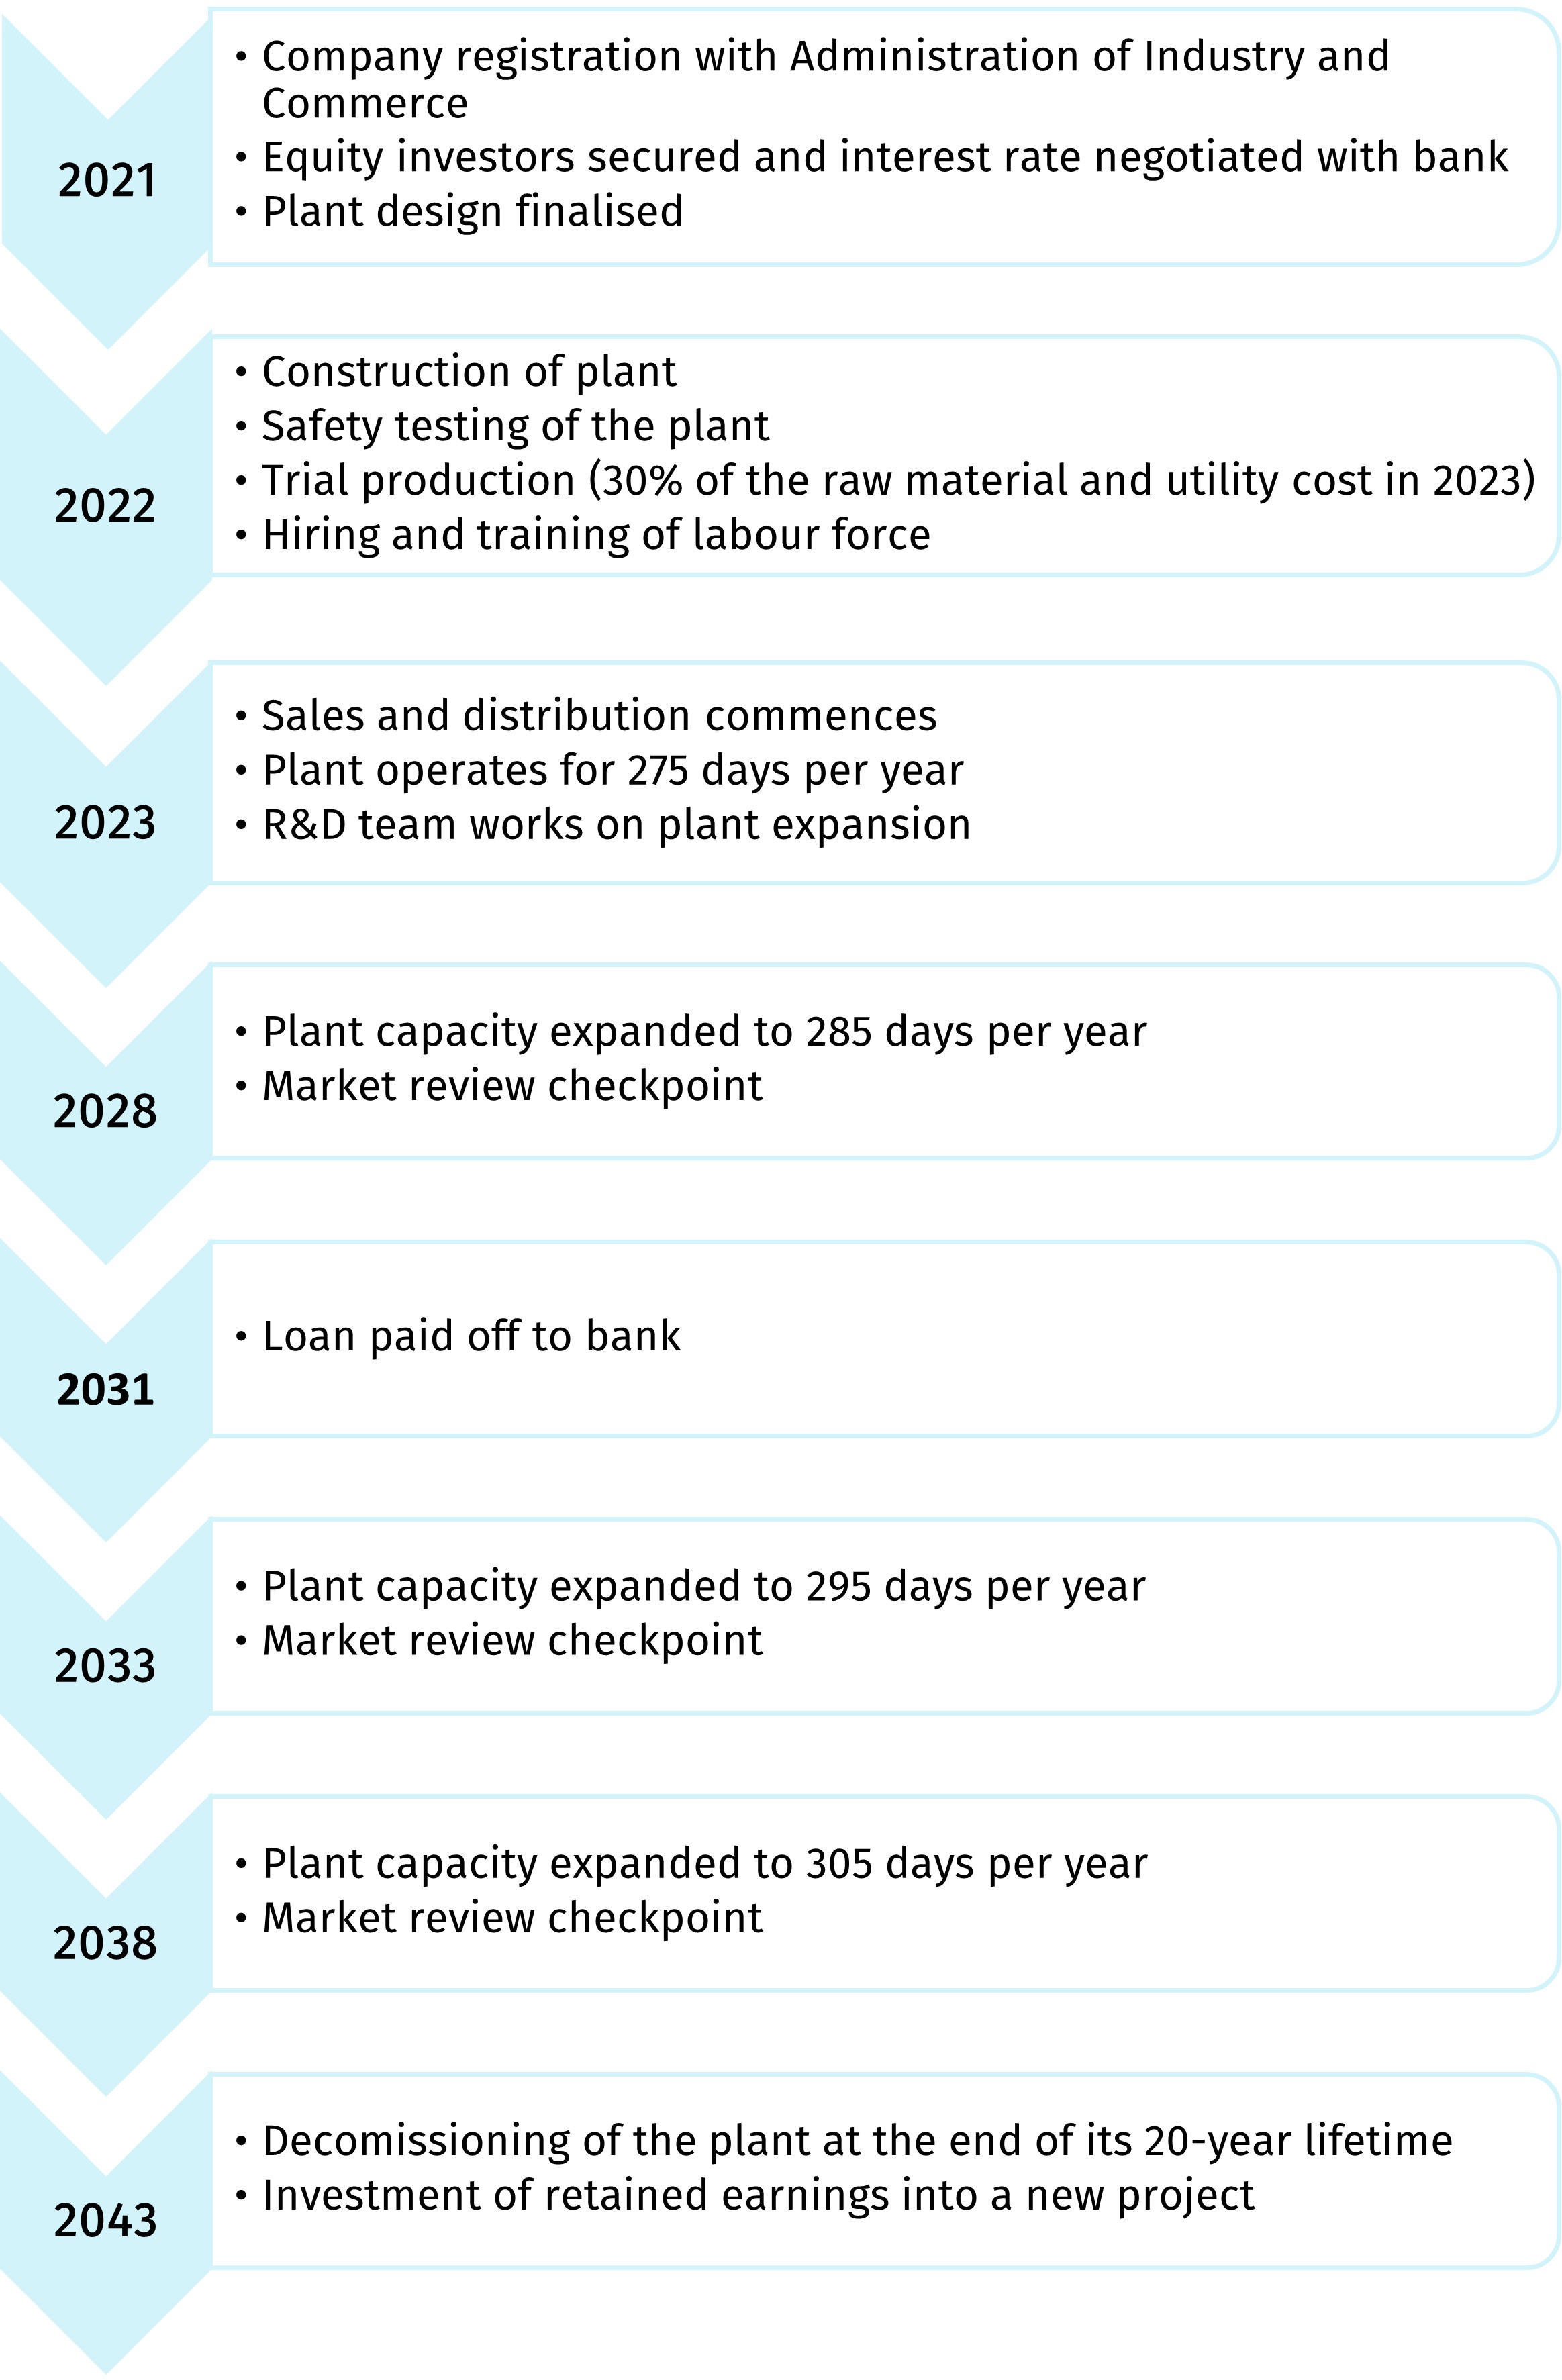 2021
• Company registration with Administration of Industry and
Commerce
• Equity investors secured and interest rate negotiated with bank
• Plant design finalised
2022
• Construction of plant
• Safety testing of the plant
• Trial production (30% of the raw material and utility cost in 2023)
• Hiring and training of labour force
2023
• Sales and distribution commences
• Plant operates for 275 days per year
• R&D team works on plant expansion
2028
• Plant capacity expanded to 285 days per year
• Market review checkpoint
2031
• Loan paid off to bank
2033
• Plant capacity expanded to 295 days per year
• Market review checkpoint
2038
• Plant capacity expanded to 305 days per year
• Market review checkpoint
2043
• Decomissioning of the plant at the end of its 20-year lifetime
• Investment of retained earnings into a new project